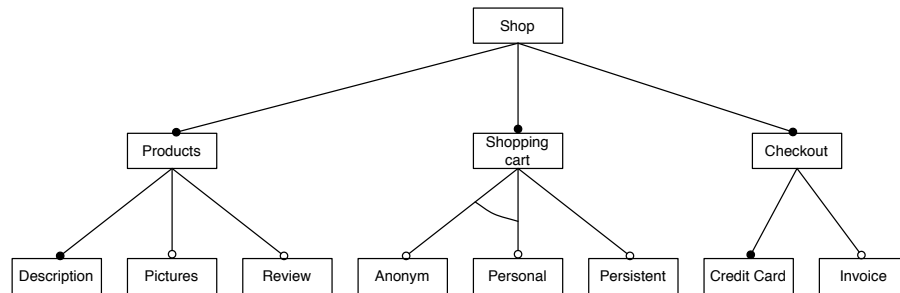 Shop
Products
Shopping
cart
Checkout
Description
Pictures
Review
Anonym
Personal
Persistent
Credit Card
Invoice